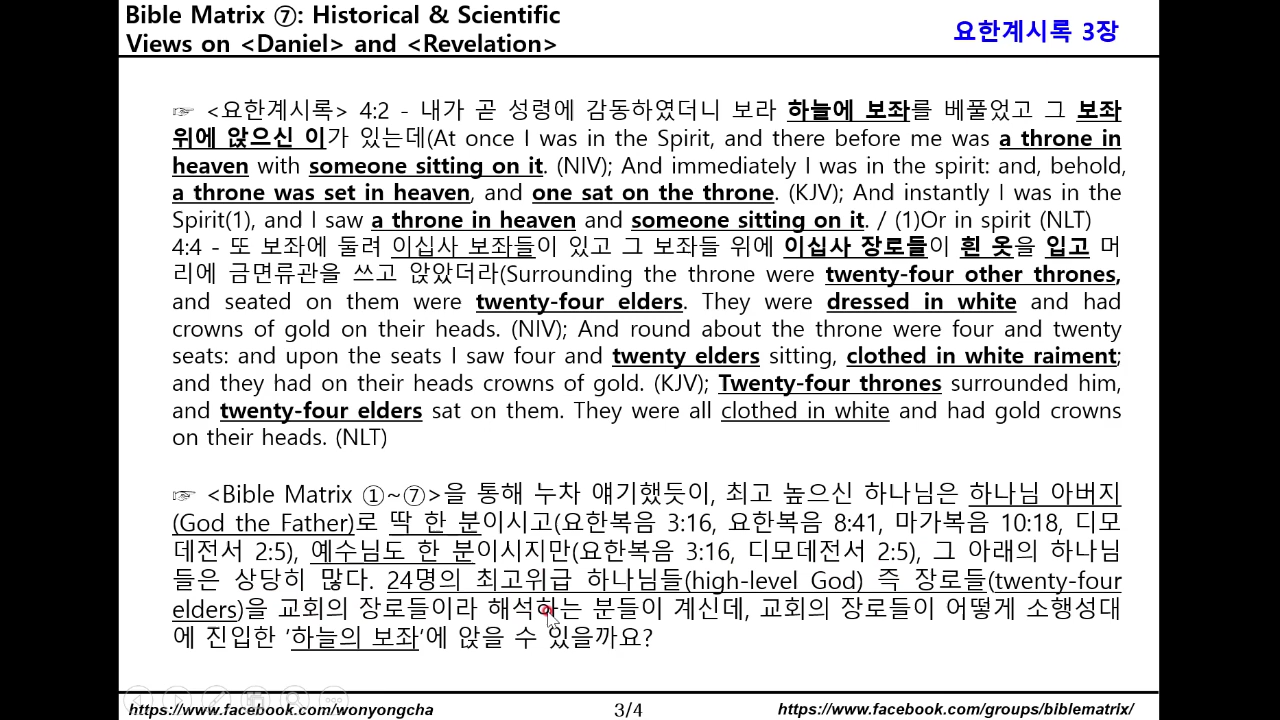 Bible Matrix ⑦: Historical & Scientific
Views on <Daniel> and <Revelation>
요한계시록 3장
☞ <요한계시록> 4:2 - 내가 곧 성령에 감동하였더니 보라 하늘에 보좌를 베풀었고 그 보좌
위에 앉으신 이가 있는데(At once I was in the Spirit, and there before me was a throne in
heaven with someone sitting on it. (NIV); And immediately I was in the spirit: and, behold,
a throne was set in heaven, and one sat on the throne. (KJV); And instantly I was in the
Spirit(1), and I saw a throne in heaven and someone sitting on it. / (1)Or in spirit (NLT)
4:4 - 또 보좌에 둘려 이십사 보좌들이 있고 그 보좌들 위에 이십사 장로들이 흰 옷을 입고 머
리에 금면류관을 쓰고 앉았더라(Surrounding the throne were twenty-four other thrones,
and seated on them were twenty-four elders. They were dressed in white and had
crowns of gold on their heads. (NIV); And round about the throne were four and twenty
seats: and upon the seats I saw four and twenty elders sitting, clothed in white raiment;
and they had on their heads crowns of gold. (KJV); Twenty-four thrones surrounded him,
and twenty-four elders sat on them. They were all clothed in white and had gold crowns
on their heads. (NLT)
☞ <Bible Matrix ①~⑦>을 통해 누차 얘기했듯이, 최고 높으신 하나님은 하나님 아버지
(God the Father)로 딱 한 분이시고(요한복음 3:16, 요한복음 8:41, 마가복음 10:18, 디모
데전서 2:5), 예수님도 한 분이시지만(요한복음 3:16, 디모데전서 2:5), 그 아래의 하나님
들은 상당히 많다. 24명의 최고위급 하나님들(high-level God) 즉 장로들(twenty-four
elders)을 교회의 장로들이라 해석하는 분들이 계신데, 교회의 장로들이 어떻게 소행성대
에 진입한 '하늘의 보좌'에 앉을 수 있을까요?
https://www.facebook.com/wonyongcha
3/4
https://www.facebook.com/groups/biblematrix/